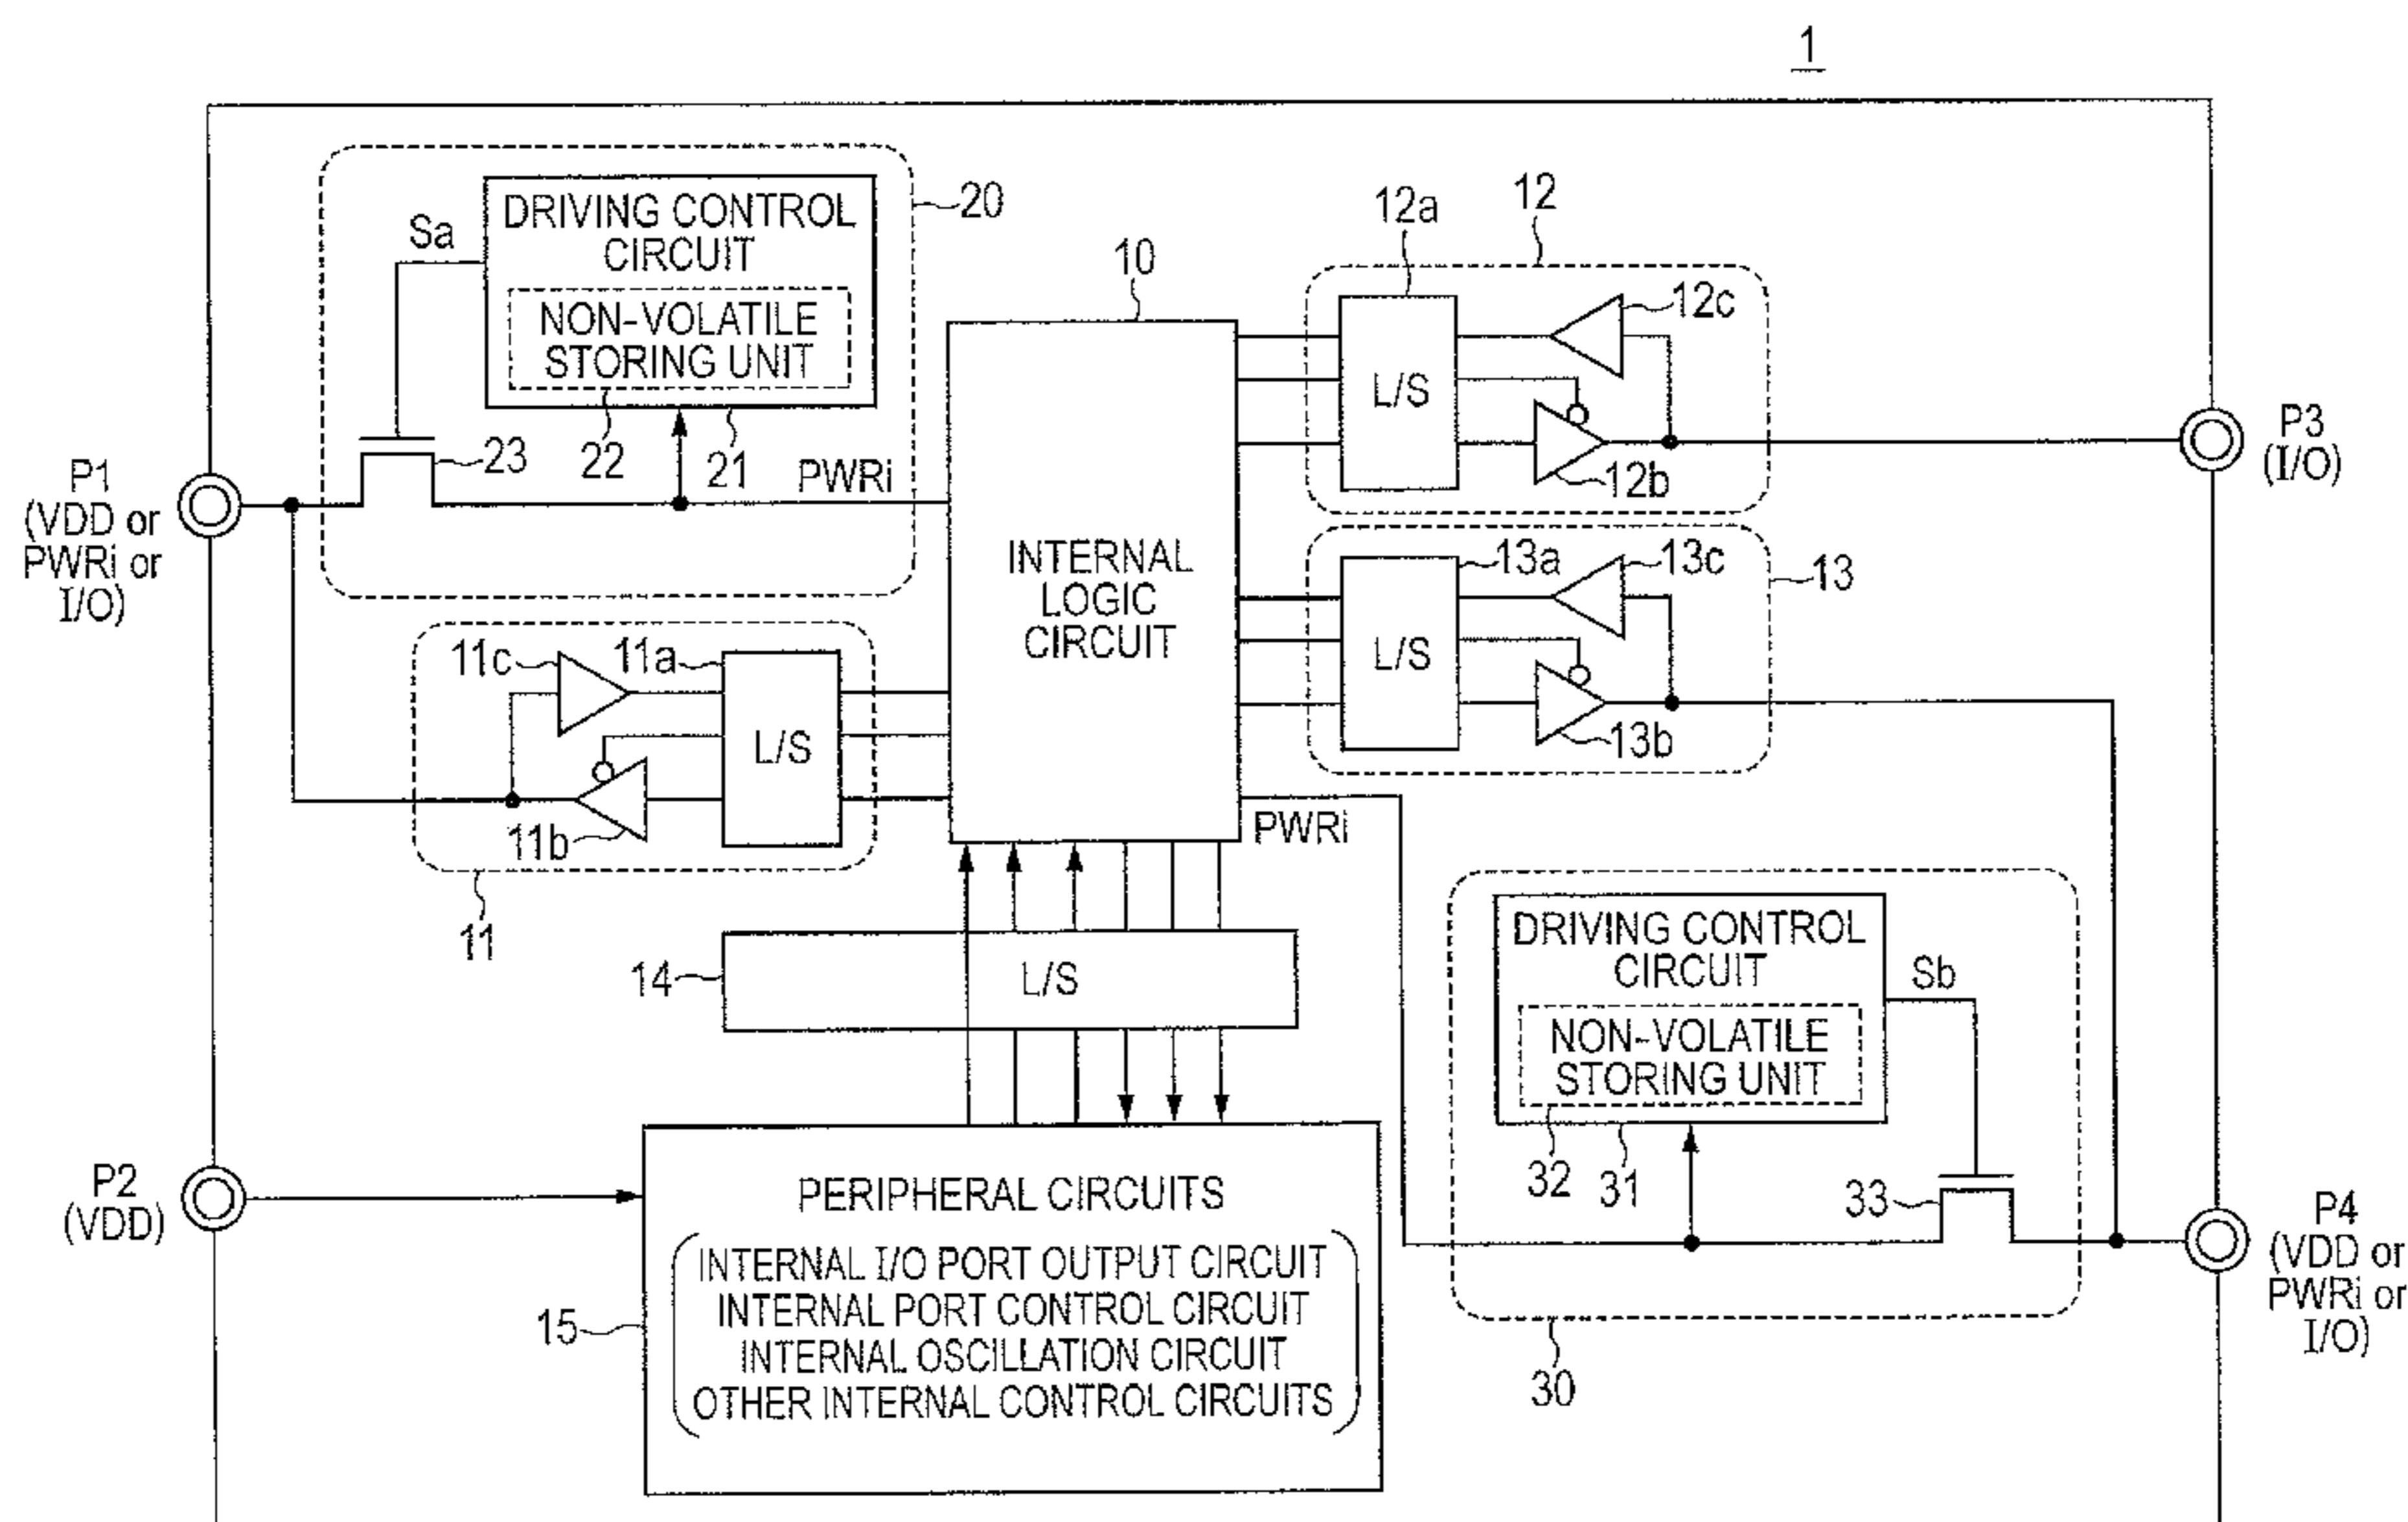 1
DRIVING CONTROL
CIRCUIT
NON-VOLATILE
STORING UNIT
Sa
20
22
21
23
PWRi
P1
(VDD or
PWRi or
I/O)
10
INTERNAL
LOGIC
CIRCUIT
12a
12
12c
L/S
12b
P3
(I/O)
13a
13c
13
L/S
13b
11c
11a
L/S
11b
11
PWRi
14
L/S
DRIVING CONTROL
CIRCUIT
NON-VOLATILE
STORING UNIT
Sb
32
31
33
30
P2
(VDD)
PERIPHERAL CIRCUITS
INTERNAL I/O PORT OUTPUT CIRCUIT
INTERNAL PORT CONTROL CIRCUIT
INTERNAL OSCILLATION CIRCUIT
OTHER INTERNAL CONTROL CIRCUITS
15
P4
(VDD or
PWRi or
I/O)